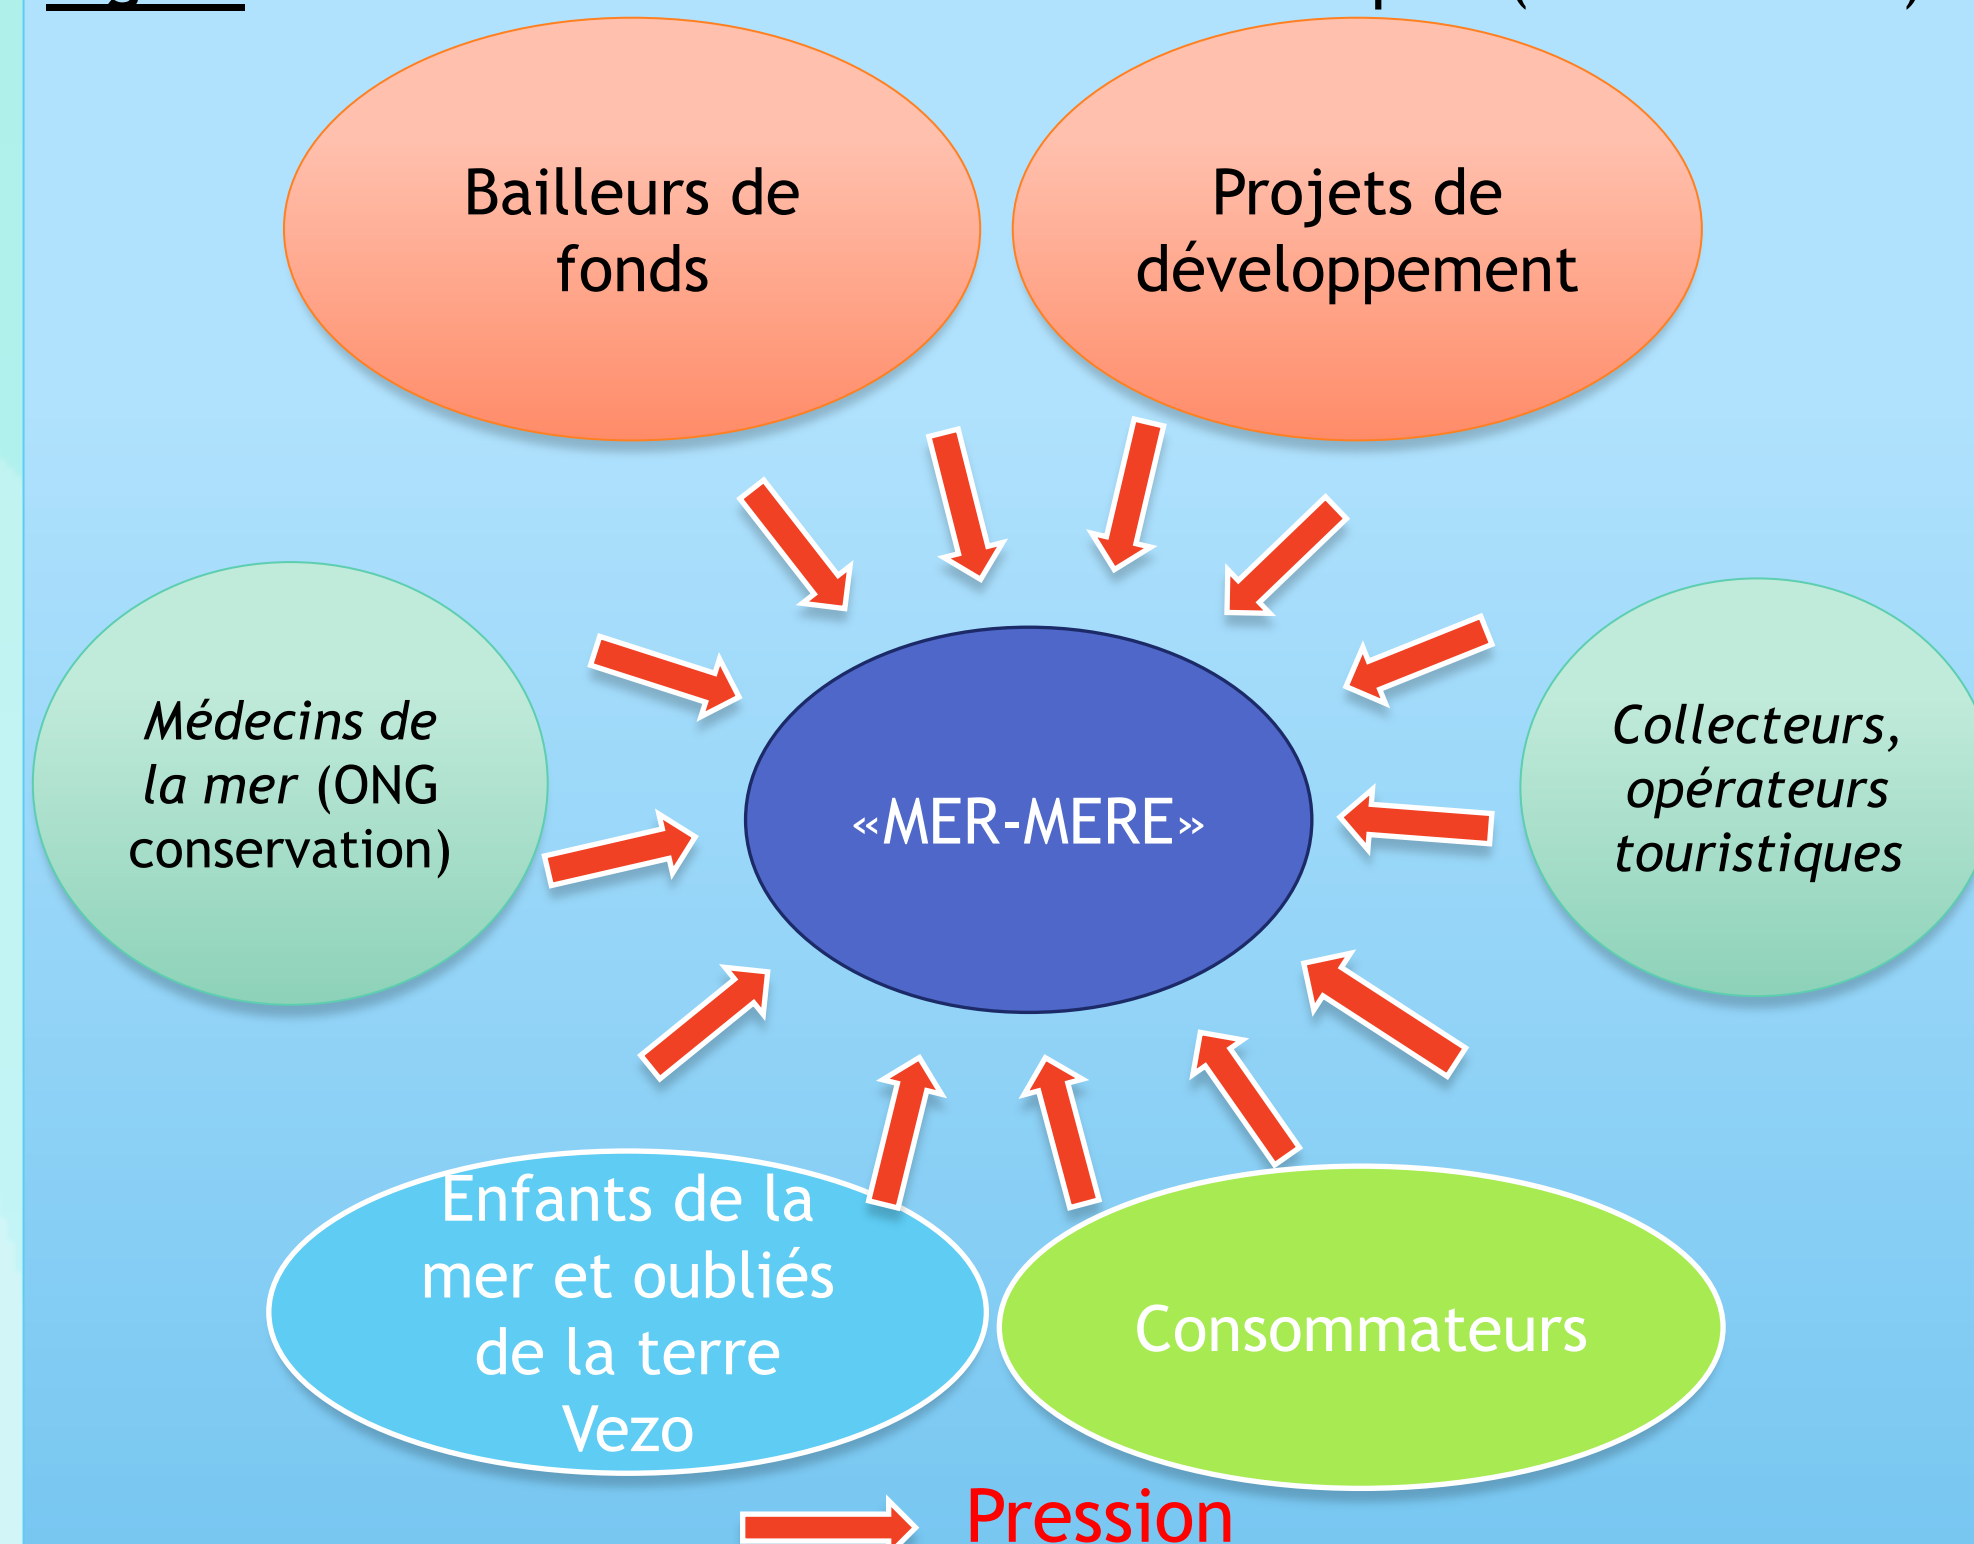 Bailleurs de
fonds
Projets de
développement
Médecins de
la mer (ONG
conservation)
«MER-MERE»
Collecteurs,
opérateurs
touristiques
Enfants de la
mer et oubliés
de la terre
Vezo
Consommateurs
Pression